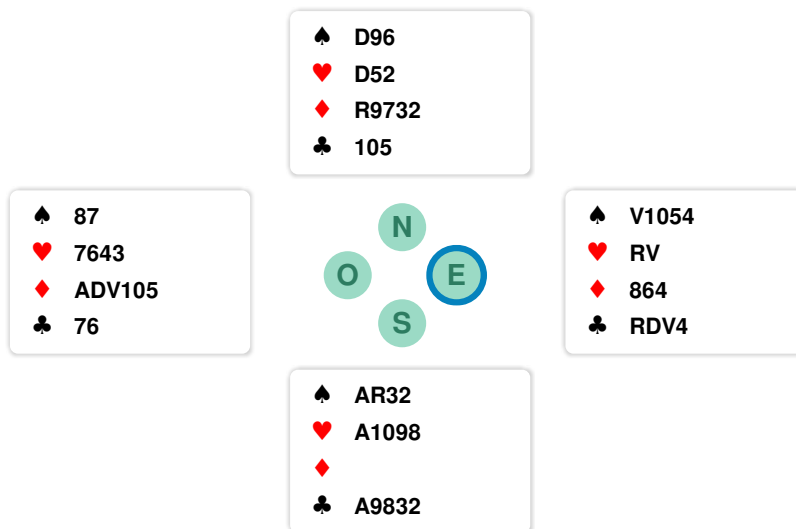 ♠ D96
♥ D52
♦ R9732
♣ 105
♠ 87
♥ 7643
♦ ADV105
♣ 76
N
O E
S
♠ V1054
♥ RV
♦ 864
♣ RDV4
♠ AR32
♥ A1098
♦
♣ A9832